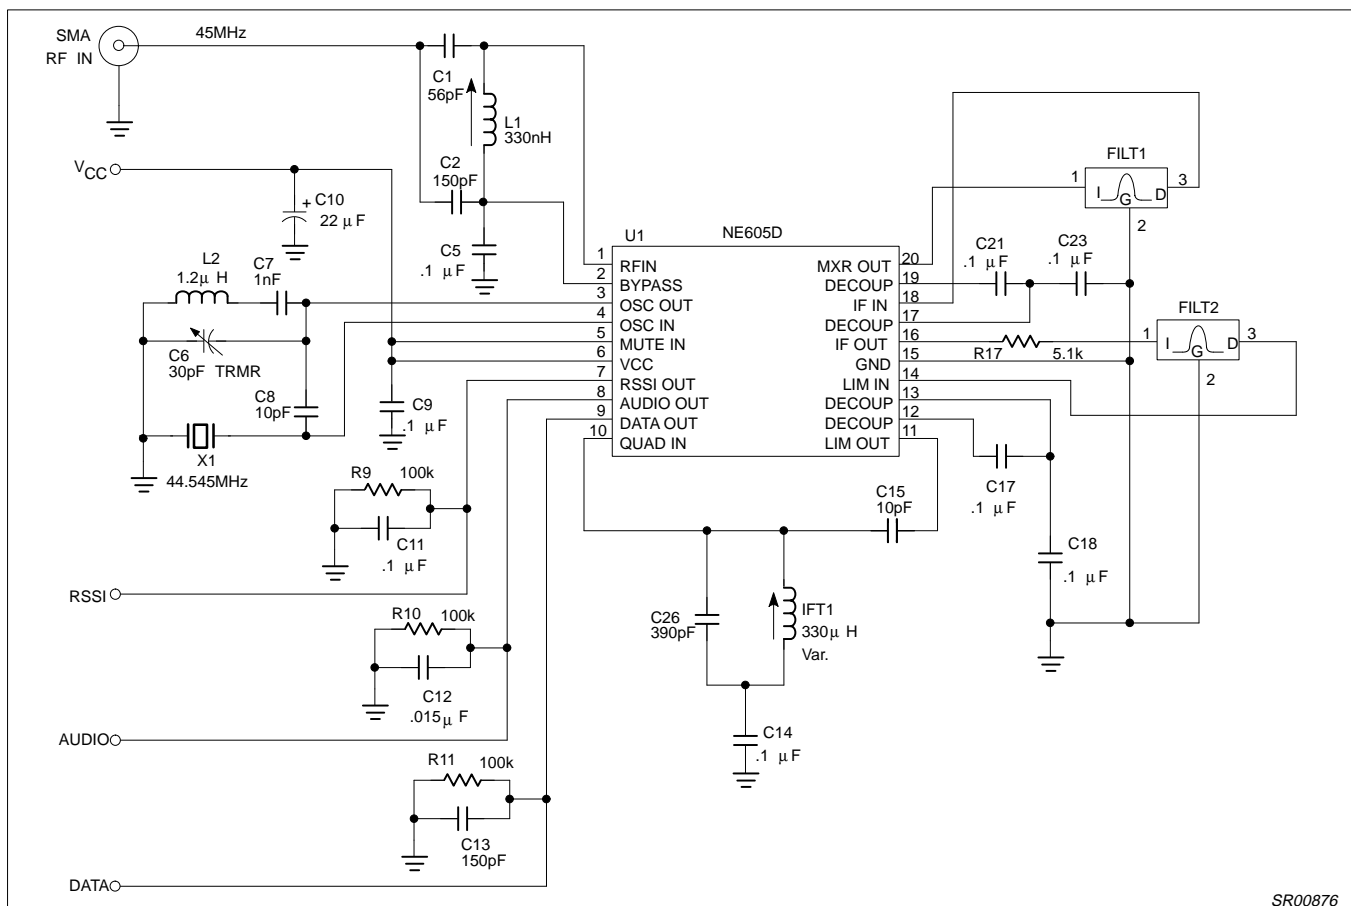 SMA
RF IN
45MHz
C1
56pF
L1
330nH
C2
150pF
VCC
+ C10
22 μF
C5
.1 μF
L2
1.2μ H
C7
1nF
C6
30pF TRMR
C8
10pF
X1
44.545MHz
C9
.1 μF
U1
NE605D
1
RFIN
2
BYPASS
3
OSC OUT
4
OSC IN
5
MUTE IN
6
VCC
7
RSSI OUT
8
AUDIO OUT
9
DATA OUT
10
QUAD IN
MXR OUT
20
DECOUP
19
IF IN
18
DECOUP
17
IF OUT
16
GND
15
LIM IN
14
DECOUP
13
DECOUP
12
LIM OUT
11
FILT1
1
I
G
D
3
2
C21
.1 μF
C23
.1 μF
FILT2
1
I
G
D
3
2
R17
5.1k
R9
100k
C11
.1 μF
RSSI
R10
100k
C12
.015μ F
AUDIO
R11
100k
C13
150pF
DATA
C15
10pF
C17
.1 μF
C18
.1 μF
C26
390pF
IFT1
330μ H
Var.
C14
.1 μF
SR00876